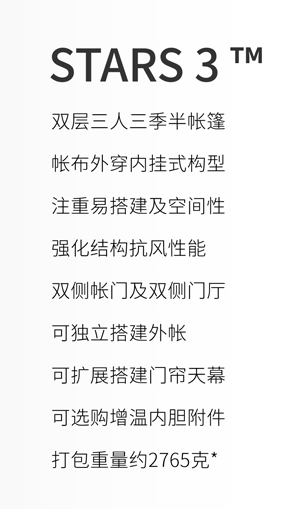 STARS 3 ™
双层三人三季半帐篷
帐布外穿内挂式构型
注重易搭建及空间性
强化结构抗风性能
双侧帐门及双侧门厅
可独立搭建外帐
可扩展搭建门帘天幕
可选购增温内胆附件
打包重量约2765克*